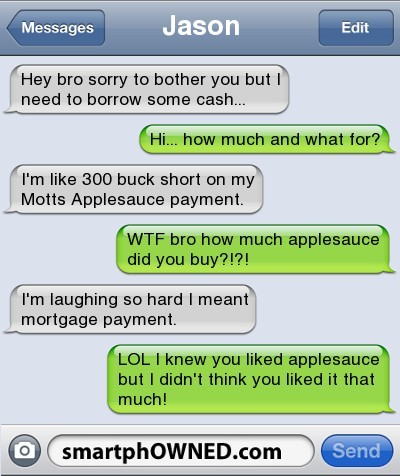 Messages
Jason
Edit
Hey bro sorry to bother you but I
need to borrow some cash...
Hi... how much and what for?
I'm like 300 buck short on my
Motts Applesauce payment.
WTF bro how much applesauce
did you buy?!?!
I'm laughing so hard I meant
mortgage payment.
LOL I knew you liked applesauce
but I didn't think you liked it that
much!
smartphOWNED.com
Send